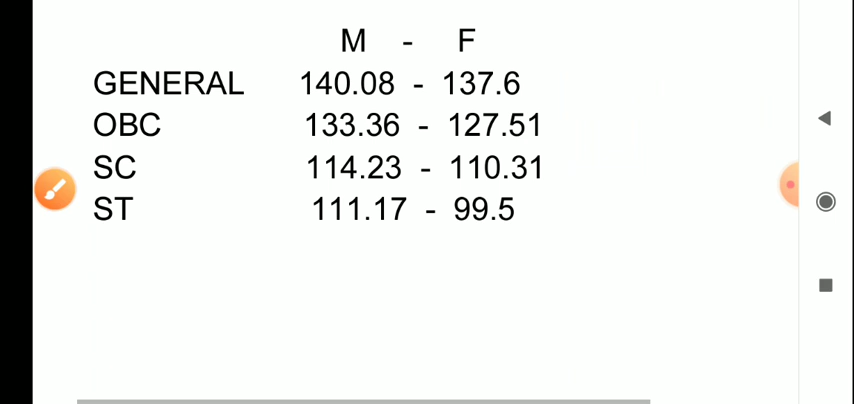 M - F
GENERAL 140.08 - 137.6
OBC 133.36 - 127.51
SC 114.23 - 110.31
ST 111.17 - 99.5